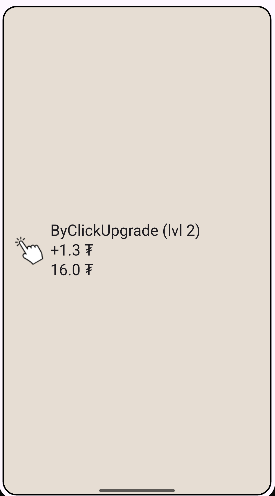 ByClickUpgrade (lvl 2)
+1.3 ₮
16.0 ₮